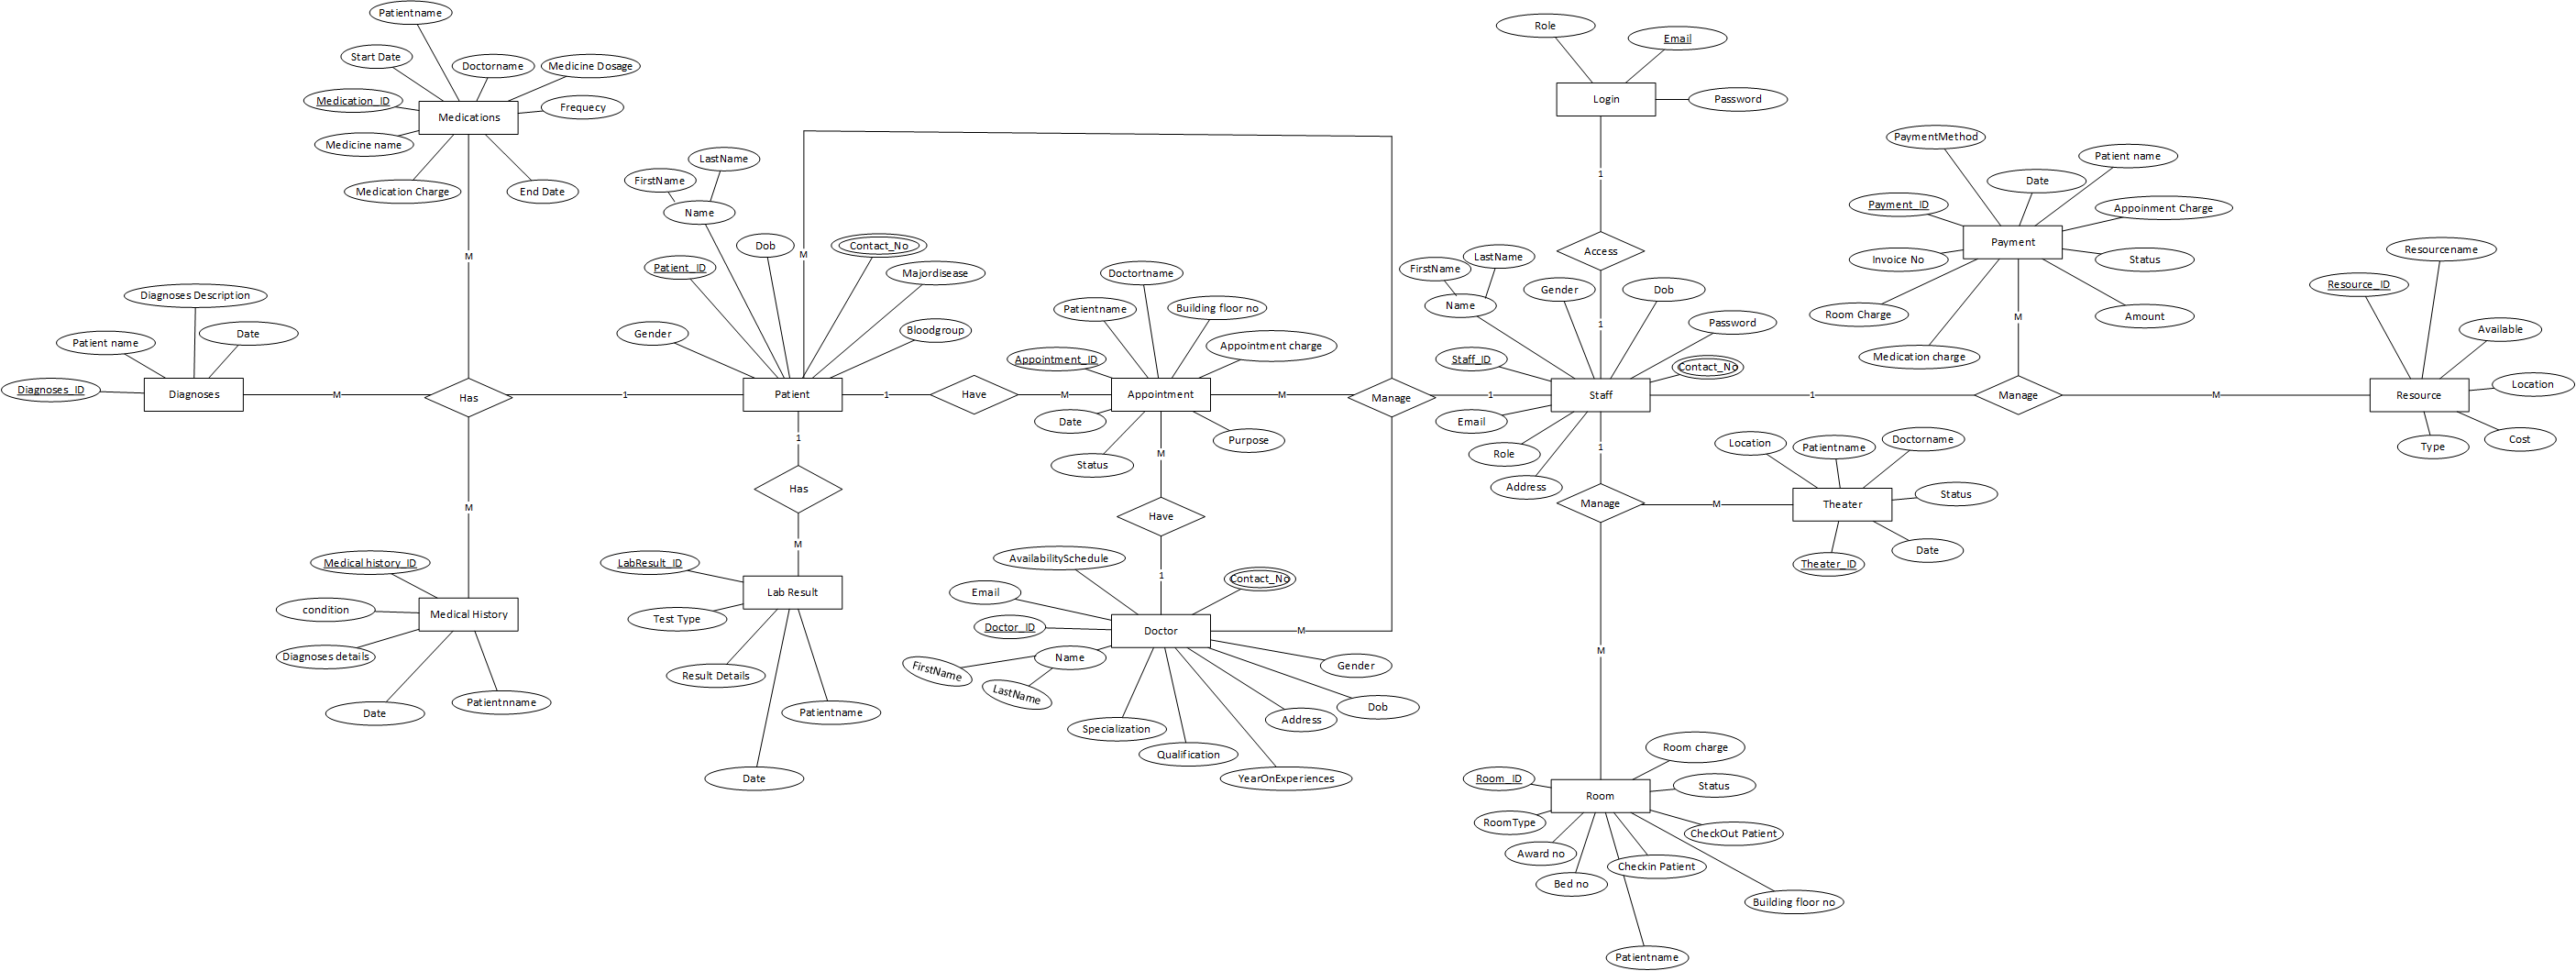 Patientname
Start Date
Doctorname
Medicine Dosage
Medication_ID
Frequecy
Medications
Medicine name
Medication Charge
End Date
M
Diagnoses Description
Patient name
Date
Diagnoses_ID
Diagnoses
M
Has
1
M
Medical history_ID
condition
Medical History
Diagnoses details
Date
Patientnname
LastName
FirstName
Name
Dob
Contact_No
Patient_ID
Majordisease
Gender
Bloodgroup
M
Patient
1
Has
M
LabResult_ID
Test Type
Lab Result
Result Details
Patientname
Date
1
Have
M
Doctortname
Patientname
Building floor no
Appointment_ID
Appointment charge
Appointment
Date
Purpose
Status
M
Have
1
AvailabilitySchedule
Contact_No
Email
Doctor_ID
Doctor
M
FirstName
Name
LastName
Gender
Dob
Address
Specialization
Qualification
YearOnExperiences
M
Manage
1
Role
Email
Login
Password
1
Access
1
LastName
FirstName
Name
Gender
Dob
Password
Staff_ID
Contact_No
Staff
Email
Role
Address
1
Manage
M
Location
Patientname
Doctorname
Status
Theater
Date
Theater_ID
M
Room charge
Room_ID
Status
Room
RoomType
CheckOut Patient
Award no
Checkin Patient
Bed no
Building floor no
Patientname
1
Manage
M
M
PaymentMethod
Patient name
Date
Payment_ID
Appoinment Charge
Payment
Invoice No
Status
Room Charge
Amount
Medication charge
Resourcename
Resource_ID
Available
Location
Resource
Type
Cost